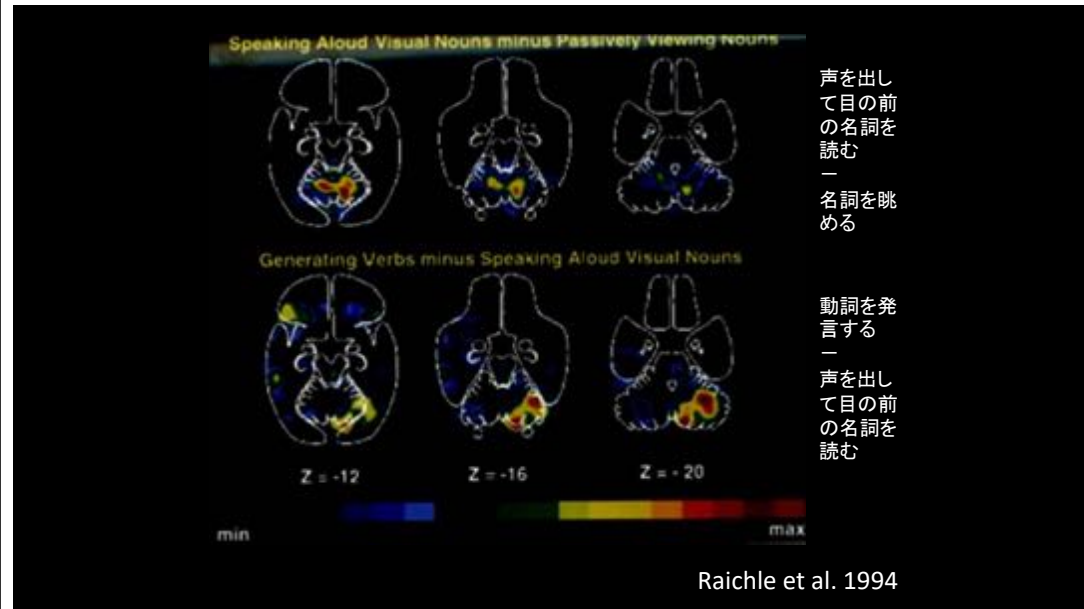 Speaking Aloud Visual Nouns minus Passively Viewing Nouns
声を出し
て目の前
の名詞を
読む
ー
名詞を眺
める
Generating Verbs minus Speaking Aloud Visual Nouns
動詞を発
言する
ー
声を出し
て目の前
の名詞を
読む
Z = -12
Z = -16
Z = - 20
min
max
Raichle et al. 1994